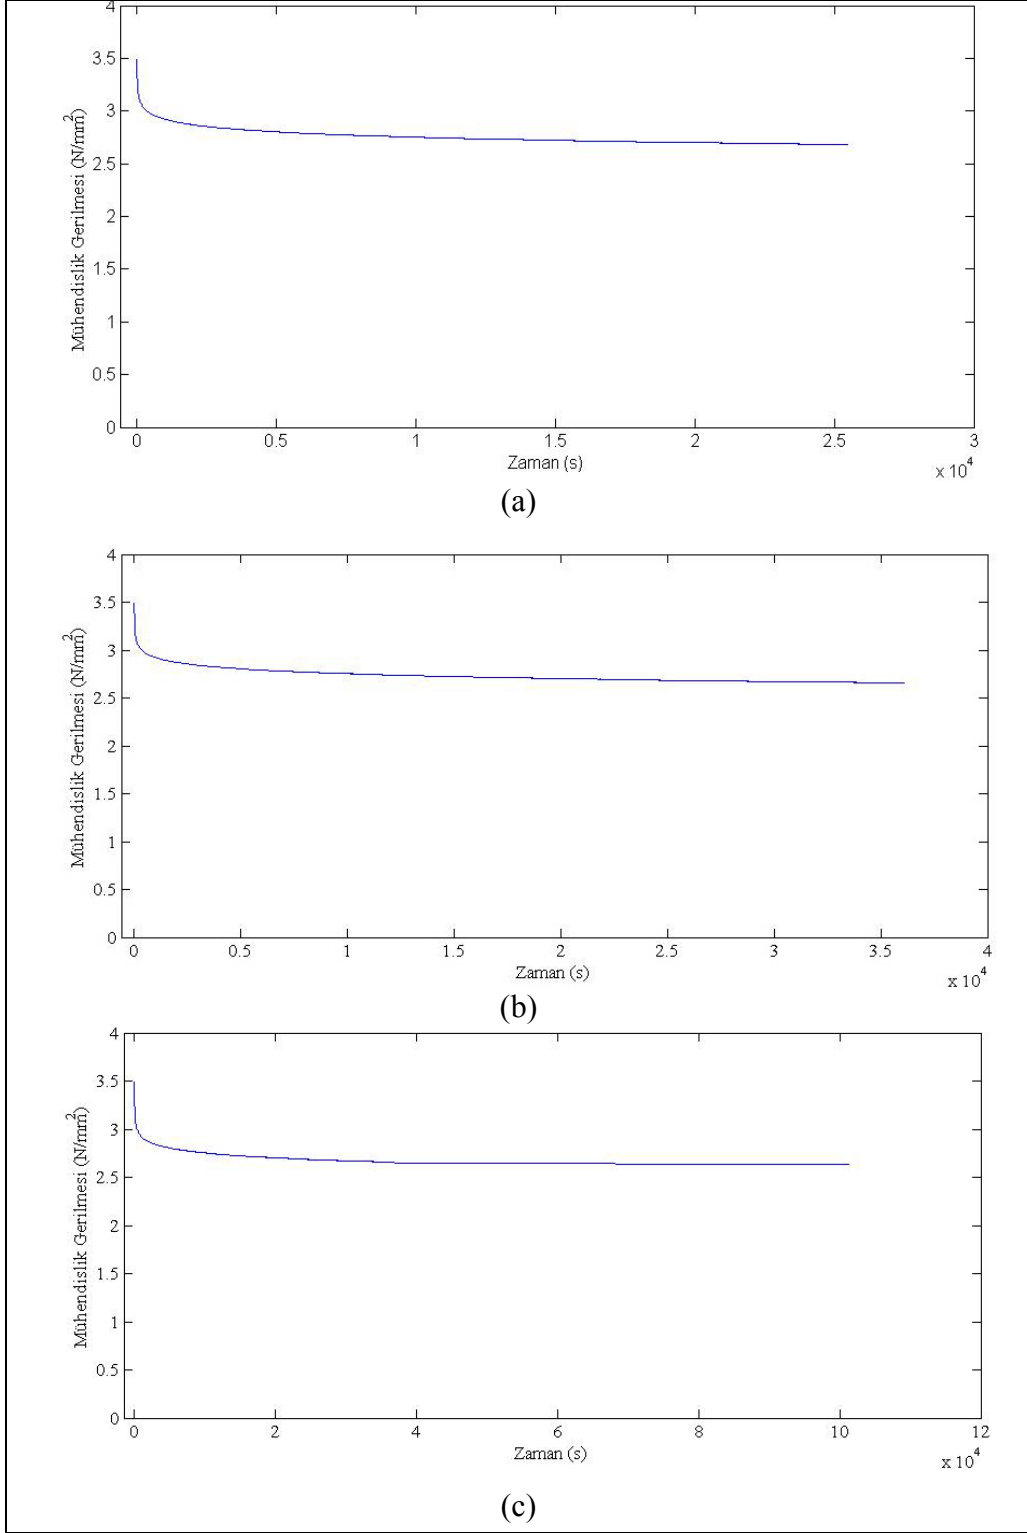 4
3.5
3
2.5
2
1.5
1
0.5
0
Mühendislik Gerilmesi (N/mm²)
0 0.5 1 1.5 2 2.5 3
Zaman (s)
x 10⁴
(a)
4
3.5
3
2.5
2
1.5
1
0.5
0
Mühendislik Gerilmesi (N/mm²)
0 0.5 1 1.5 2 2.5 3 3.5 4
Zaman (s)
x 10⁴
(b)
4
3.5
3
2.5
2
1.5
1
0.5
0
Mühendislik Gerilmesi (N/mm²)
0 2 4 6 8 10 12
Zaman (s)
x 10⁴
(c)